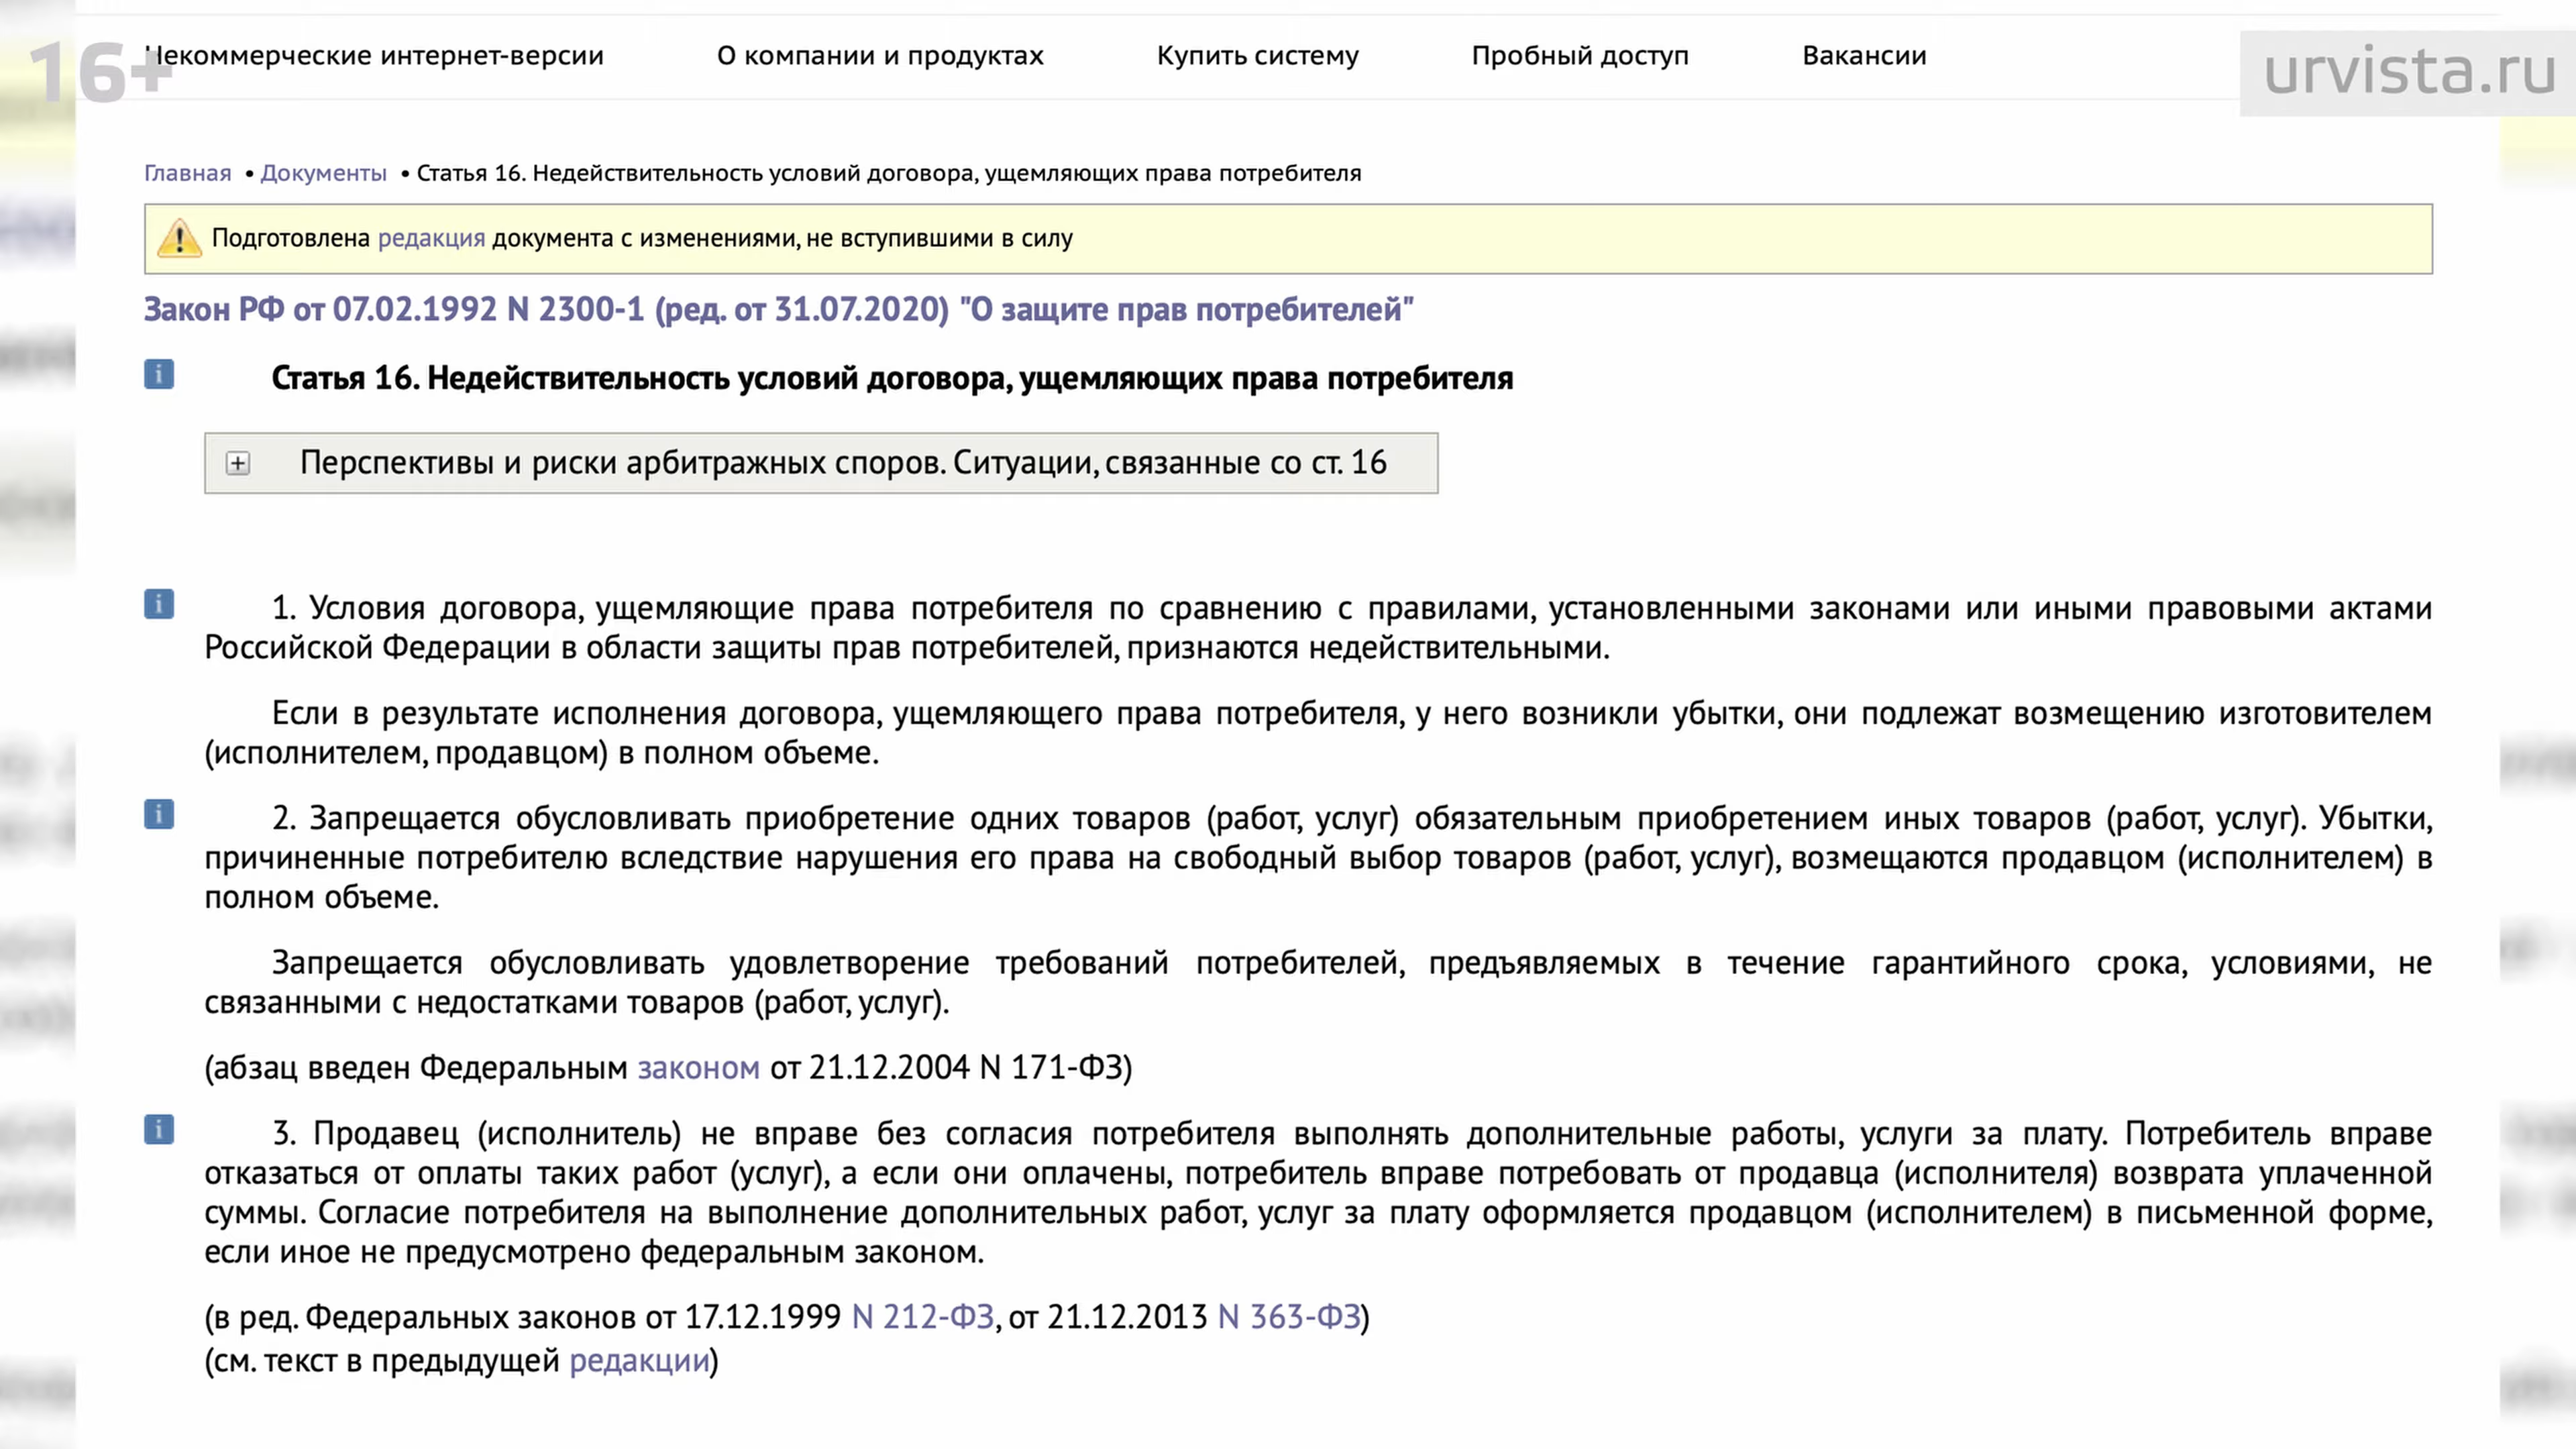 16+
Некоммерческие интернет-версии О компании и продуктах Купить систему Пробный доступ Вакансии
urvista.ru
Главная • Документы • Статья 16. Недействительность условий договора, ущемляющих права потребителя
Подготовлена редакция документа с изменениями, не вступившими в силу
Закон РФ от 07.02.1992 N 2300-1 (ред. от 31.07.2020) "О защите прав потребителей"
Статья 16. Недействительность условий договора, ущемляющих права потребителя
Перспективы и риски арбитражных споров. Ситуации, связанные со ст. 16
1. Условия договора, ущемляющие права потребителя по сравнению с правилами, установленными законами или иными правовыми актами
Российской Федерации в области защиты прав потребителей, признаются недействительными.
Если в результате исполнения договора, ущемляющего права потребителя, у него возникли убытки, они подлежат возмещению изготовителем
(исполнителем, продавцом) в полном объеме.
2. Запрещается обусловливать приобретение одних товаров (работ, услуг) обязательным приобретением иных товаров (работ, услуг). Убытки,
причиненные потребителю вследствие нарушения его права на свободный выбор товаров (работ, услуг), возмещаются продавцом (исполнителем) в
полном объеме.
Запрещается обусловливать удовлетворение требований потребителей, предъявляемых в течение гарантийного срока, условиями, не
связанными с недостатками товаров (работ, услуг).
(абзац введен Федеральным законом от 21.12.2004 N 171-ФЗ)
3. Продавец (исполнитель) не вправе без согласия потребителя выполнять дополнительные работы, услуги за плату. Потребитель вправе
отказаться от оплаты таких работ (услуг), а если они оплачены, потребитель вправе потребовать от продавца (исполнителя) возврата уплаченной
суммы. Согласие потребителя на выполнение дополнительных работ, услуг за плату оформляется продавцом (исполнителем) в письменной форме,
если иное не предусмотрено федеральным законом.
(в ред. Федеральных законов от 17.12.1999 N 212-ФЗ, от 21.12.2013 N 363-ФЗ)
(см. текст в предыдущей редакции)